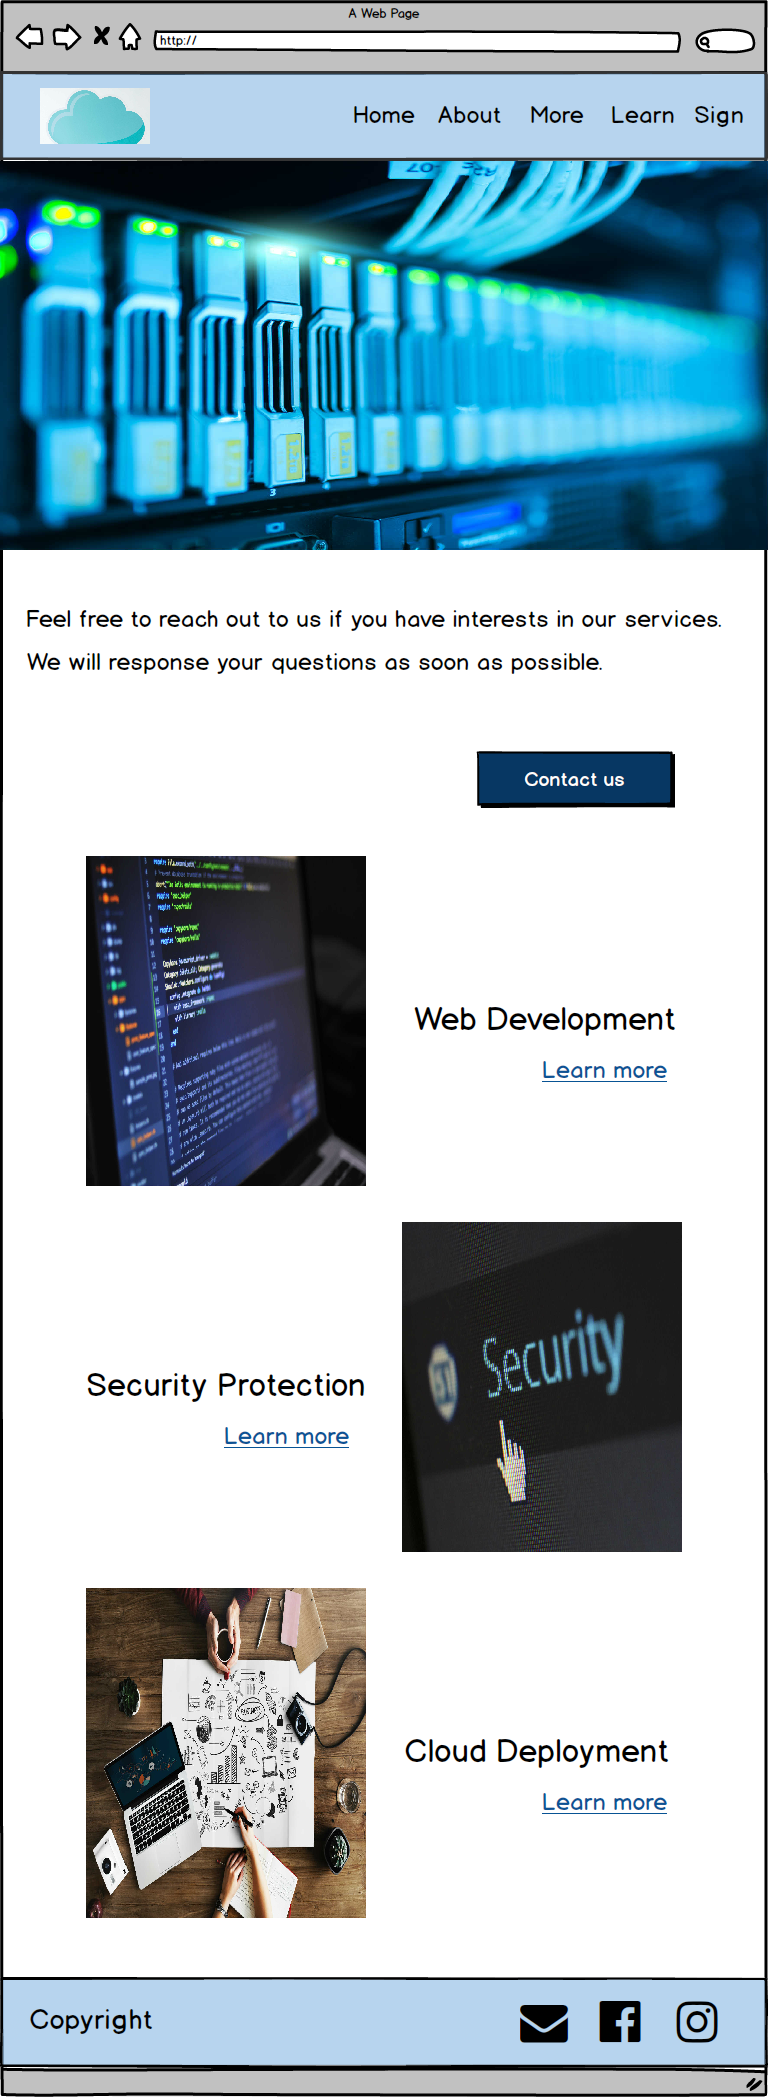 A Web Page
http://
Home About More Learn Sign
3
Feel free to reach out to us if you have interests in our services.
We will response your questions as soon as possible.
Contact us
Web Development
Learn more
Security
Security Protection
Learn more
Cloud Deployment
Learn more
Copyright